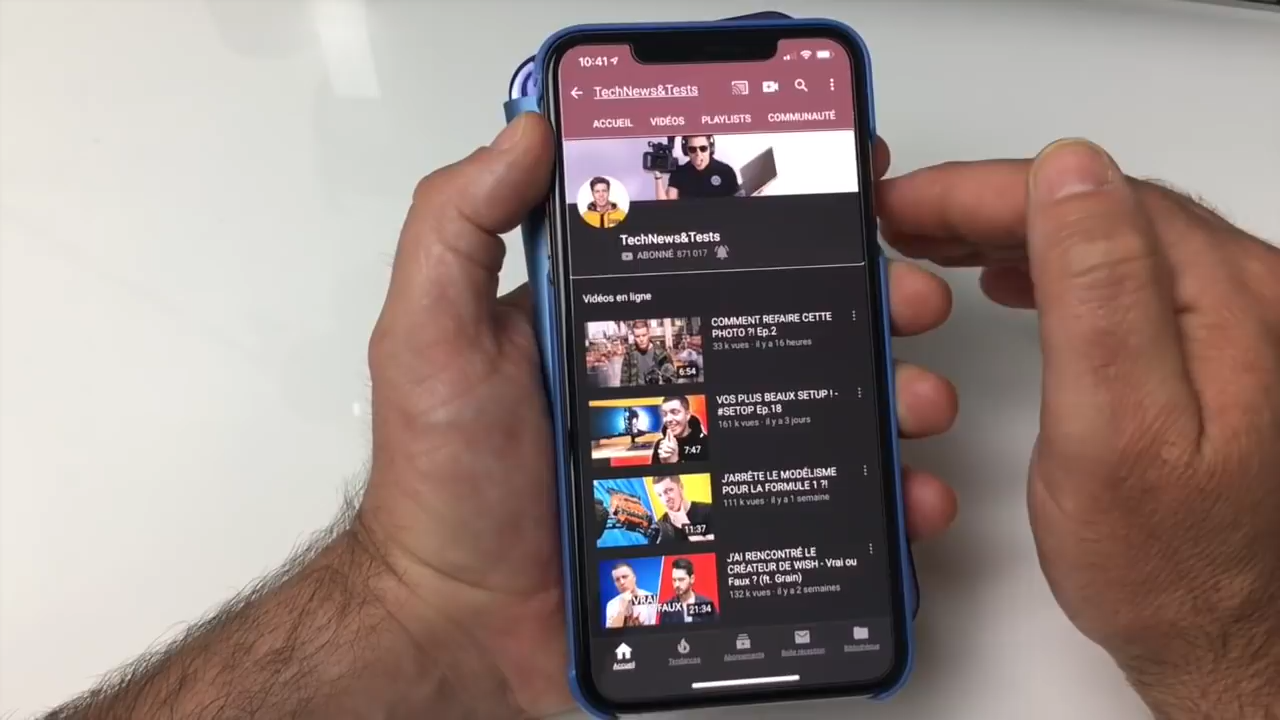 10:41
TechNews&Tests
ACCUEIL VIDÉOS PLAYLISTS COMMUNAUTÉ
TechNews&Tests
ABONNÉ 871 017
Vidéos en ligne
COMMENT REFAIRE CETTE
PHOTO ?! Ep.2
33 k vues · il y a 16 heures
6:54
VOS PLUS BEAUX SETUP ! -
#SETOP Ep.18
161 k vues · il y a 3 jours
7:47
J'ARRÊTE LE MODÉLISME
POUR LA FORMULE 1 ?!
111 k vues · il y a 1 semaine
11:37
J'AI RENCONTRÉ LE
CRÉATEUR DE WISH - Vrai ou
Faux ? (ft. Grain)
132 k vues · il y a 2 semaines
VRAI
FAUX
21:34
Accueil Tendances Abonnements Boîte réception Bibliothèque